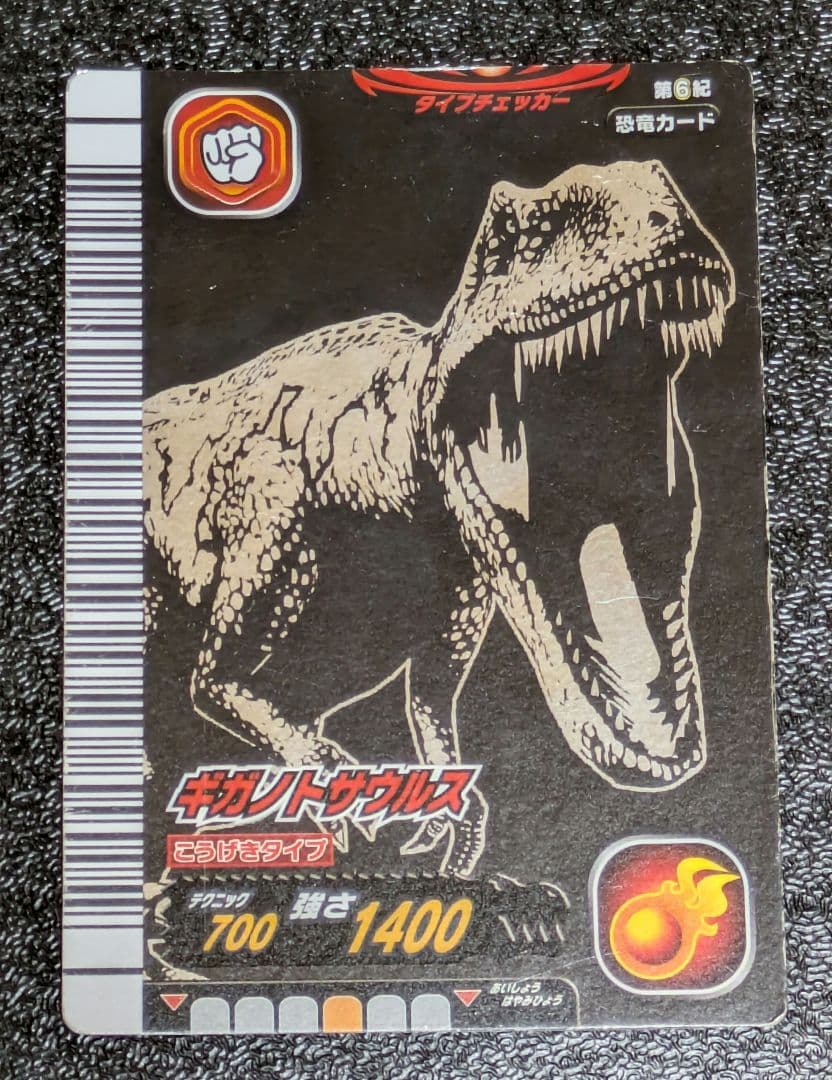 タイプチェッカー
第6紀
恐竜カード
ギガノトサウルス
こうげきタイプ
テクニック 700 強さ 1400
あいしょう
はやみひょう